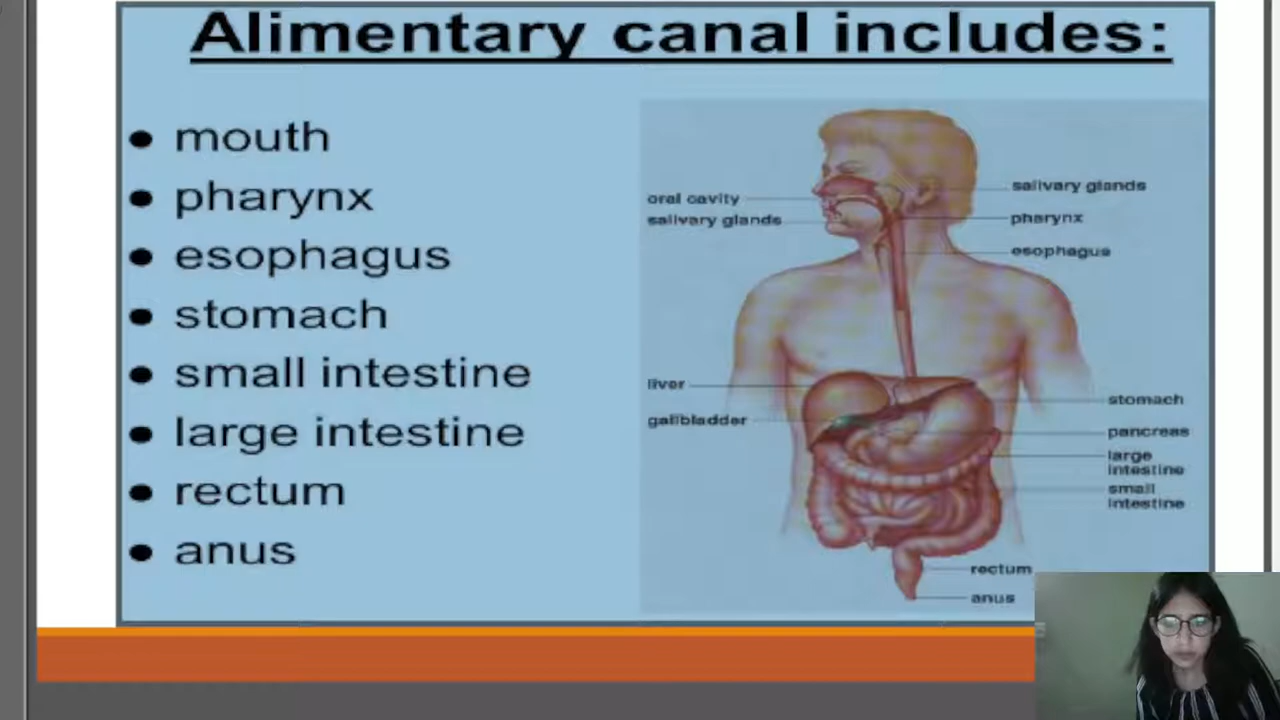 Alimentary canal includes:
● mouth
● pharynx
● esophagus
● stomach
● small intestine
● large intestine
● rectum
● anus
oral cavity
salivary glands
liver
gallbladder
salivary glands
pharynx
esophagus
stomach
pancreas
large
intestine
small
intestine
rectum
anus